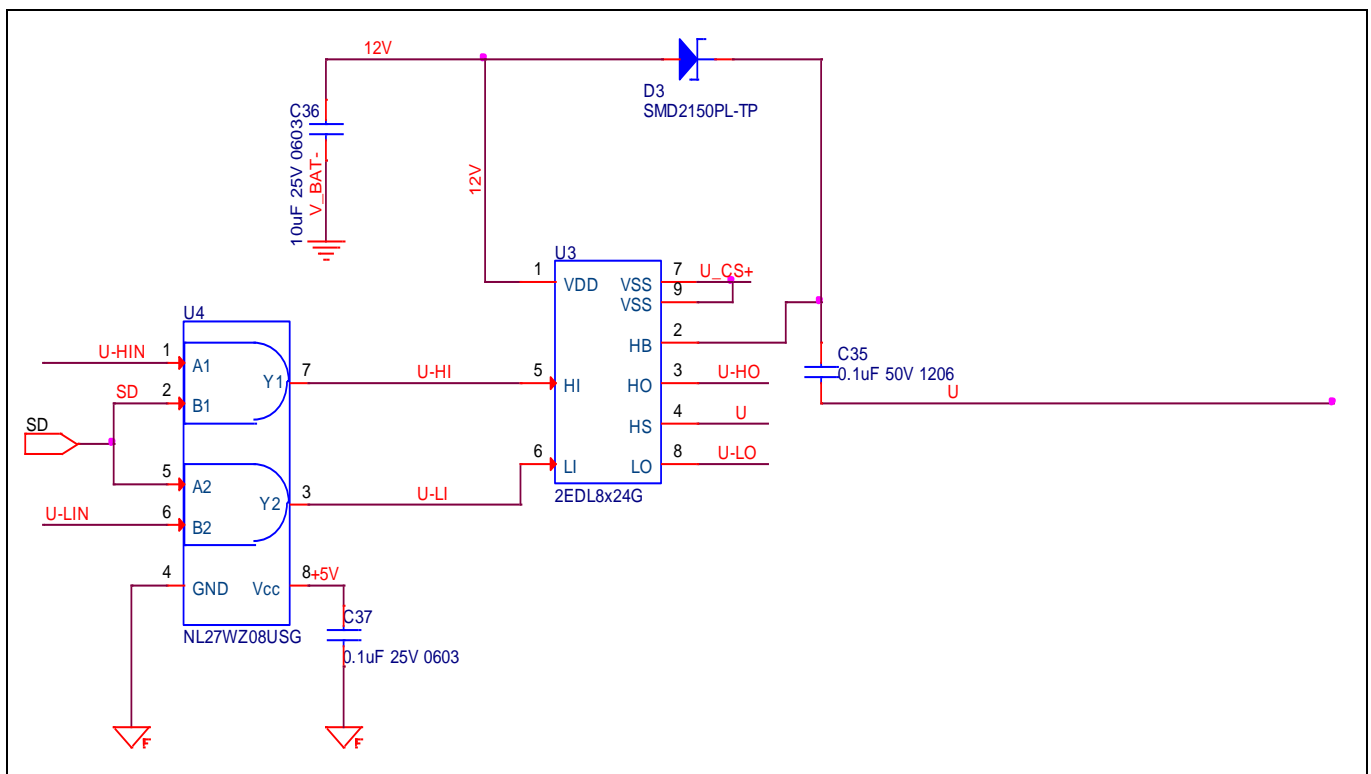 12V
D3
SMD2150PL-TP
C36
10uF 25V 0603
V_BAT-
12V
U3
1
VDD
VSS
7
U_CS+
VSS
9
HB
2
U4
U-HIN
1
A1
Y1
7
U-HI
5
HI
HO
3
U-HO
C35
0.1uF 50V 1206
U
SD
2
B1
HS
4
U
SD
5
A2
Y2
3
U-LI
6
LI
LO
8
U-LO
2EDL8x24G
U-LIN
6
B2
4
GND
Vcc
8
+5V
NL27WZ08USG
C37
0.1uF 25V 0603
F
F